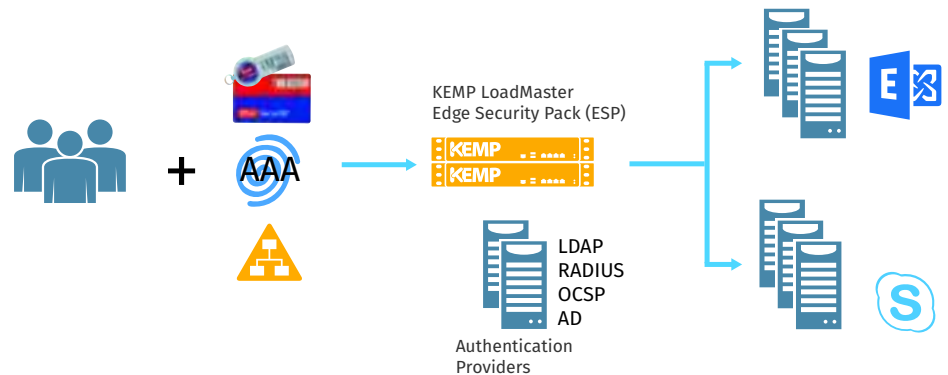 KEMP LoadMaster
Edge Security Pack (ESP)
KEMP
KEMP
AAA
LDAP
RADIUS
OCSP
AD
Authentication
Providers
E
S